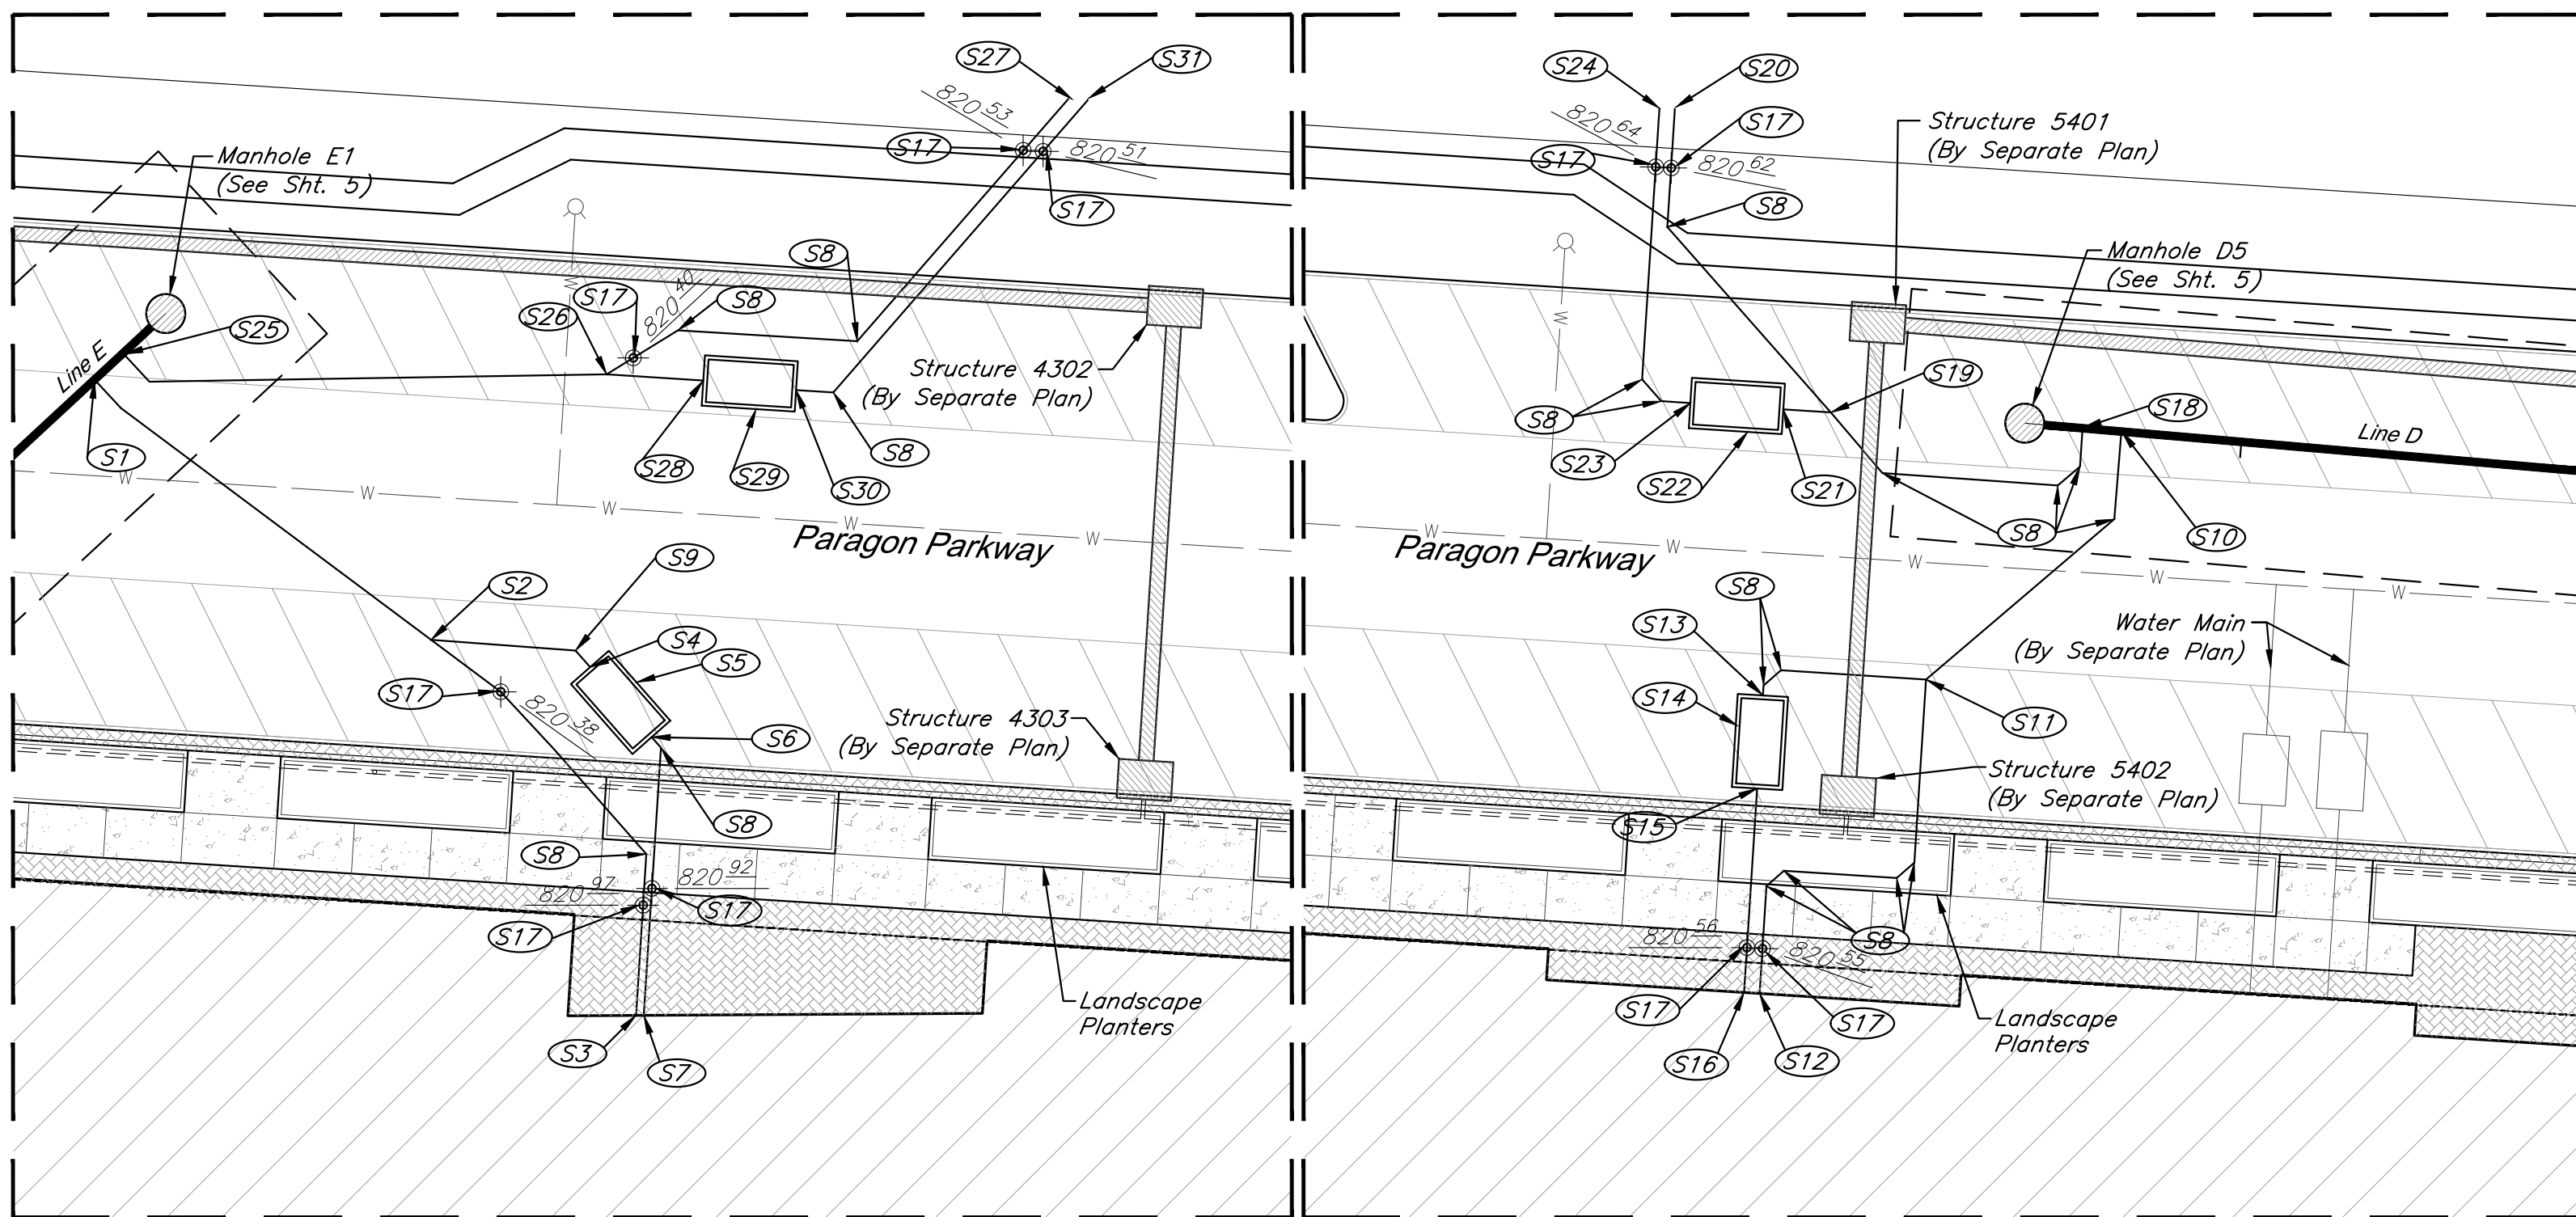 S27
S31
820 53
S17
820 51
S17
Manhole E1
(See Sht. 5)
S25
Line E
S1
S8
S17
820 40
S8
S26
W
Structure 4302
(By Separate Plan)
S28
S29
S30
S8
W
W
W
W
W
Paragon Parkway
S2
S9
S4
S5
S17
820 38
S6
Structure 4303
(By Separate Plan)
S8
S8
820 92
820 97
S17
S17
Landscape
Planters
S3
S7
S24
S20
820 64
S17
S17
820 62
S8
Structure 5401
(By Separate Plan)
Manhole D5
(See Sht. 5)
W
S19
S18
Line D
S8
S23
S22
S21
S8
S10
W
W
W
W
W
Paragon Parkway
S8
S13
S14
Water Main
(By Separate Plan)
S11
Structure 5402
(By Separate Plan)
S15
820 56
S8
820 55
S17
S17
Landscape
Planters
S16
S12